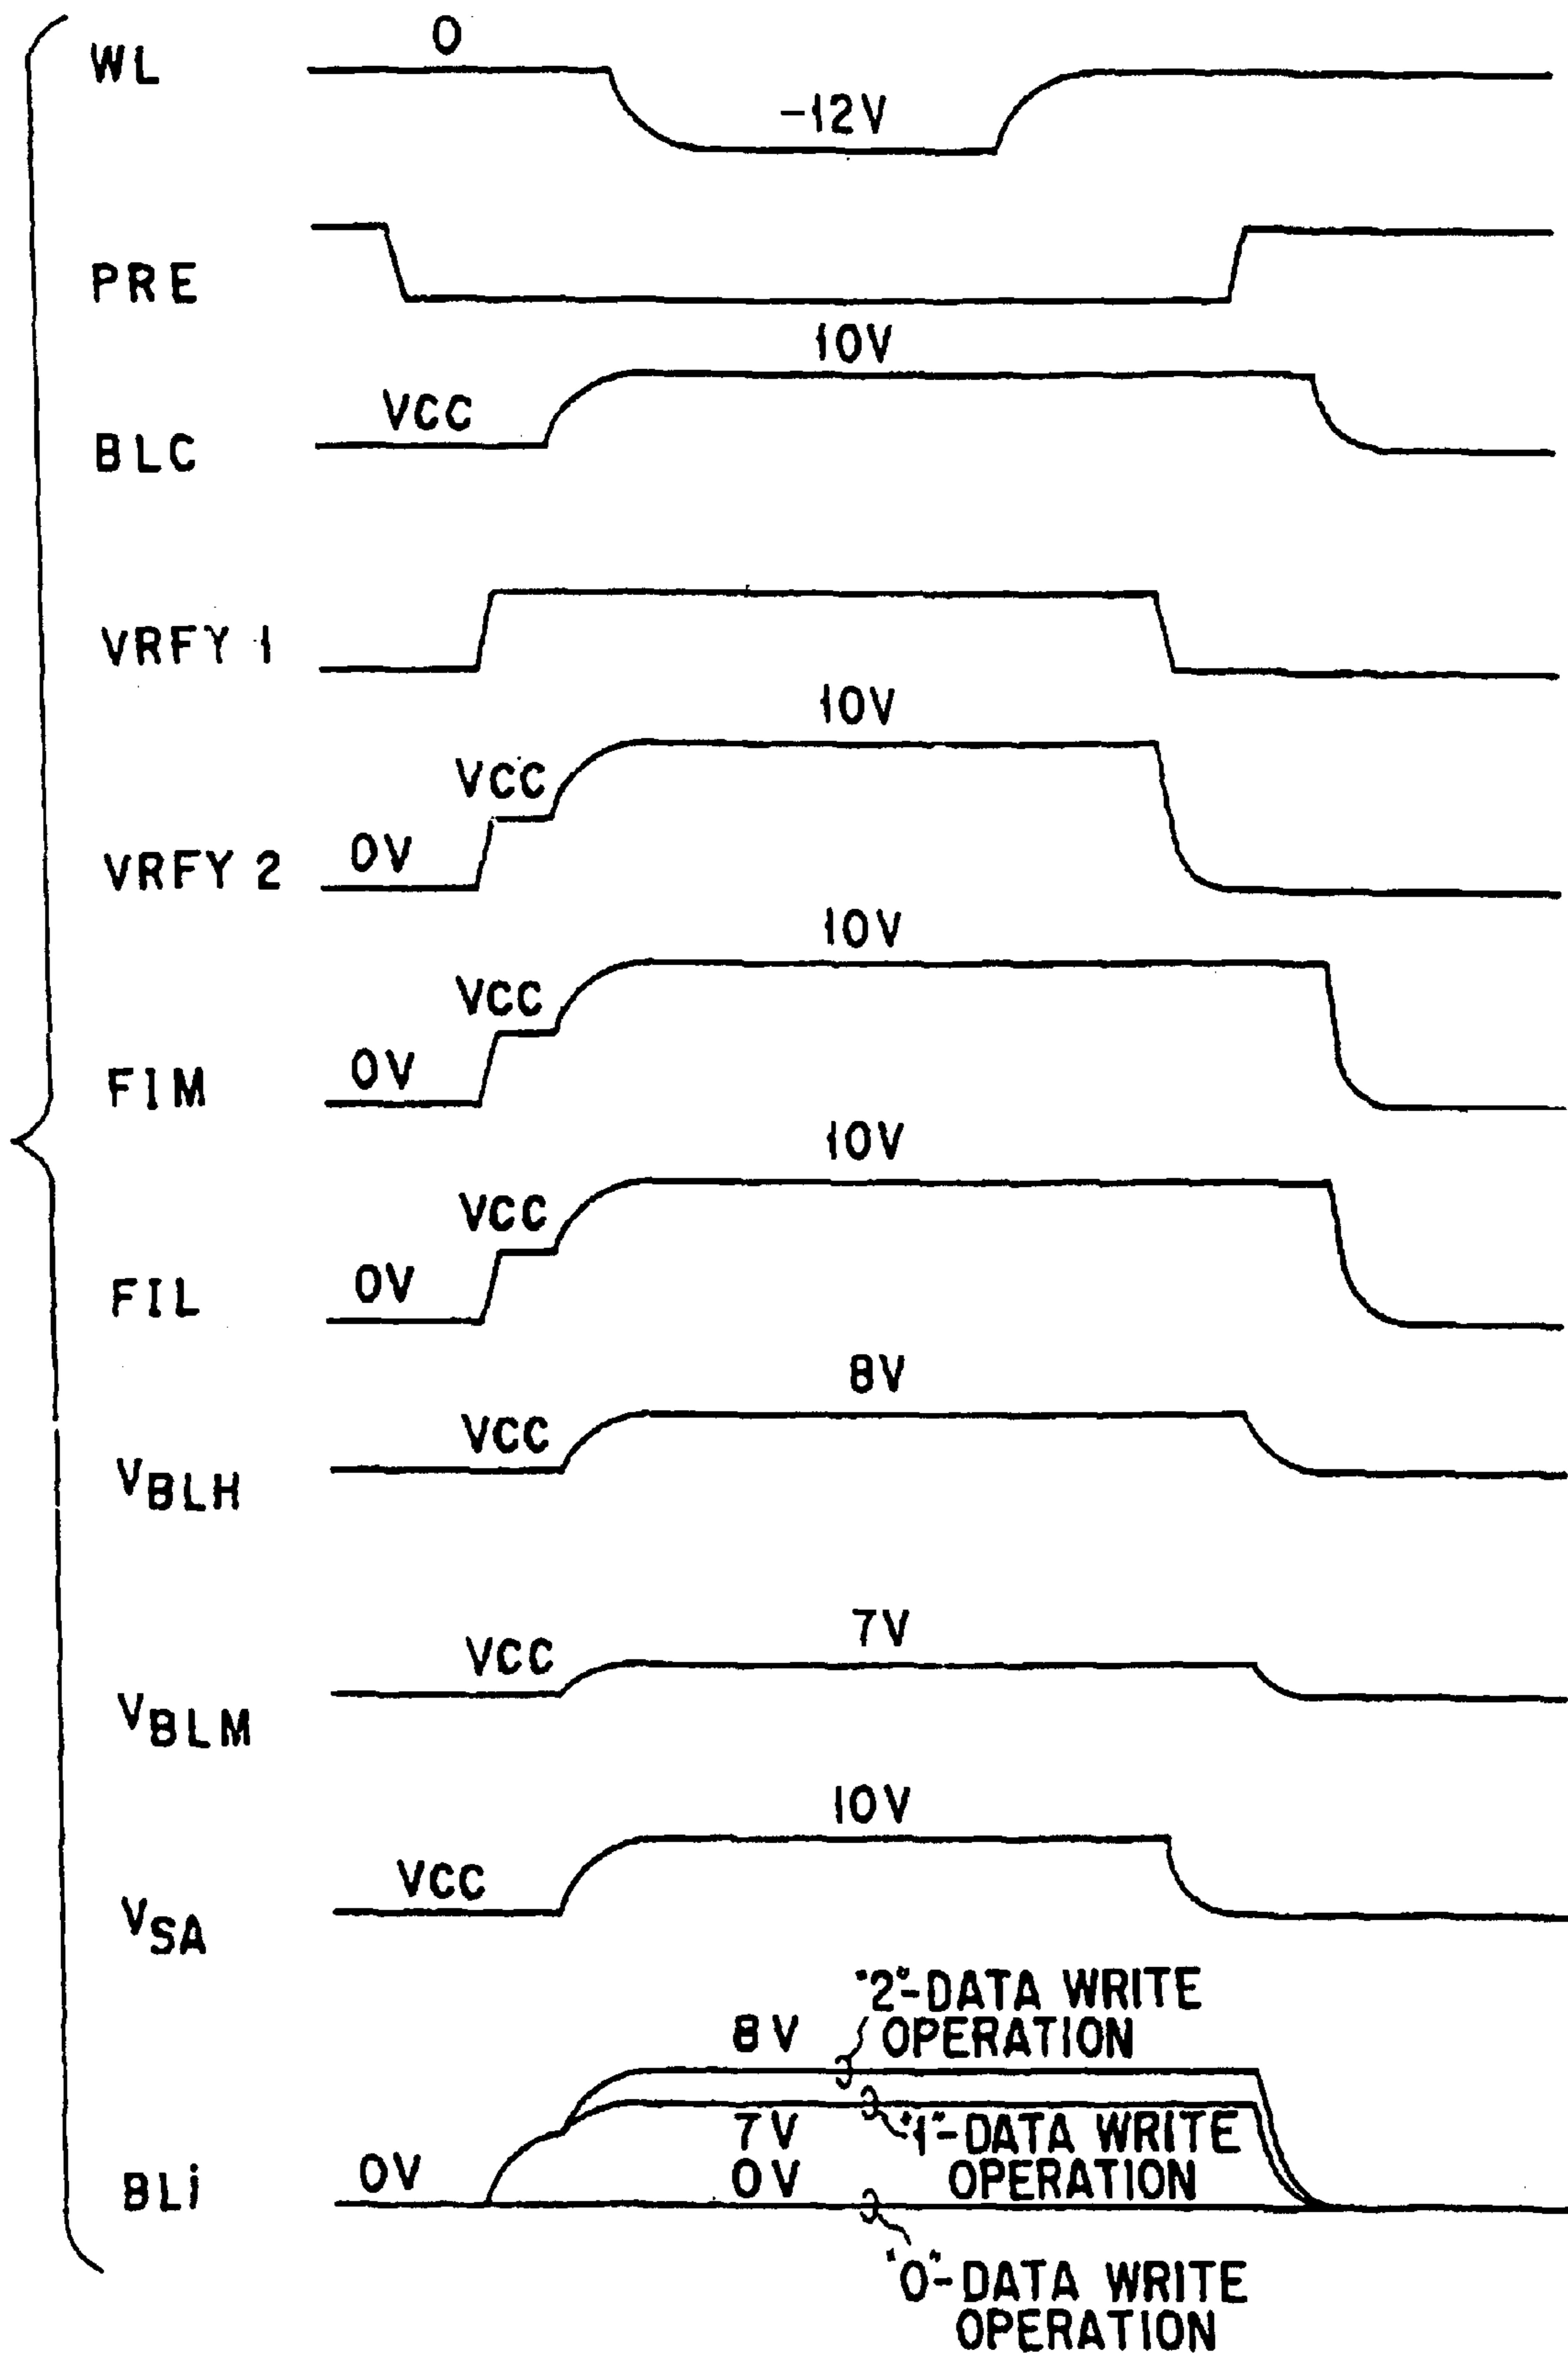 0
WL
-12V
PRE
10V
VCC
BLC
VRFY 1
10V
VCC
0V
VRFY 2
10V
VCC
0V
FIM
10V
VCC
0V
FIL
8V
VCC
VBLH
7V
VCC
VBLM
10V
VCC
VSA
"2"-DATA WRITE
OPERATION
8V
7V
"1"-DATA WRITE
OPERATION
0V
0V
BLi
"0"-DATA WRITE
OPERATION